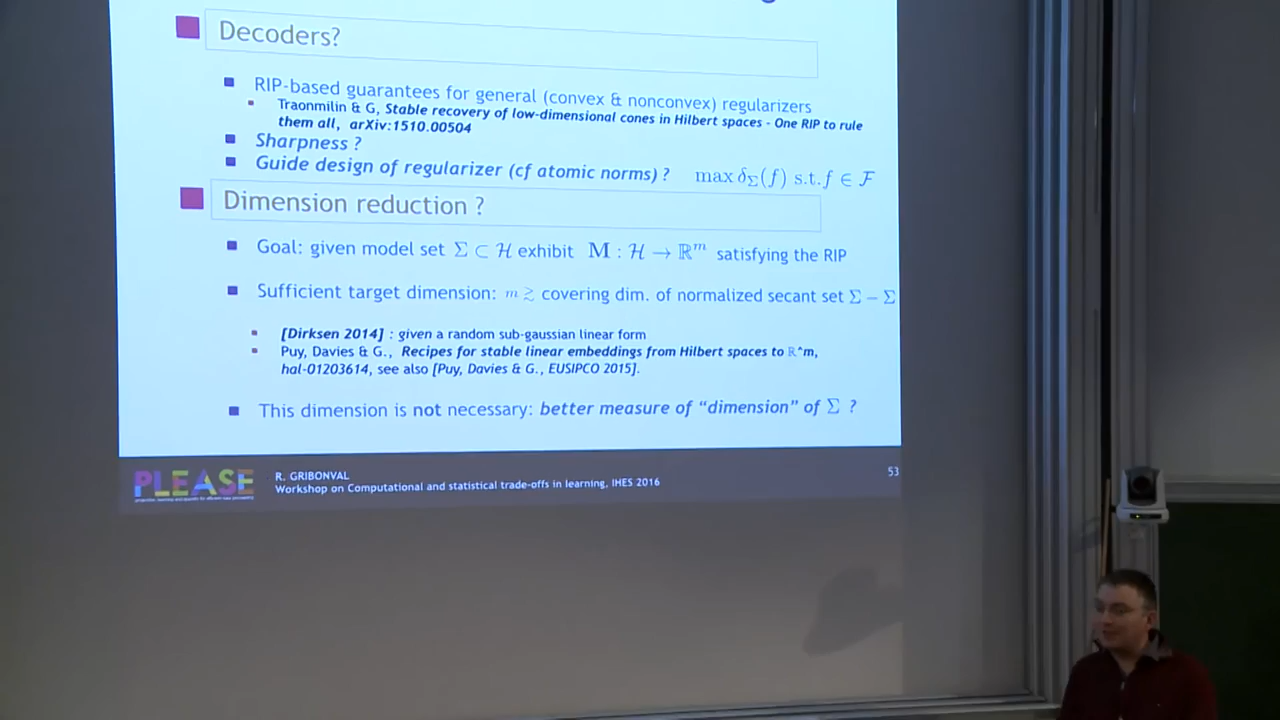 Decoders?
RIP-based guarantees for general (convex & nonconvex) regularizers
Traonmilin & G, Stable recovery of low-dimensional cones in Hilbert spaces - One RIP to rule
them all, arXiv:1510.00504
Sharpness ?
Guide design of regularizer (cf atomic norms) ? max δ_Σ(f) s.t. f ∈ ℱ
Dimension reduction ?
Goal: given model set Σ ⊂ ℋ exhibit M : ℋ → ℝ^m satisfying the RIP
Sufficient target dimension: m ≳ covering dim. of normalized secant set Σ − Σ
[Dirksen 2014] : given a random sub-gaussian linear form
Puy, Davies & G., Recipes for stable linear embeddings from Hilbert spaces to ℝ^m,
hal-01203614, see also [Puy, Davies & G., EUSIPCO 2015].
This dimension is not necessary: better measure of “dimension” of Σ ?
PLEASE
R. GRIBONVAL
Workshop on Computational and statistical trade-offs in learning, IHES 2016
53